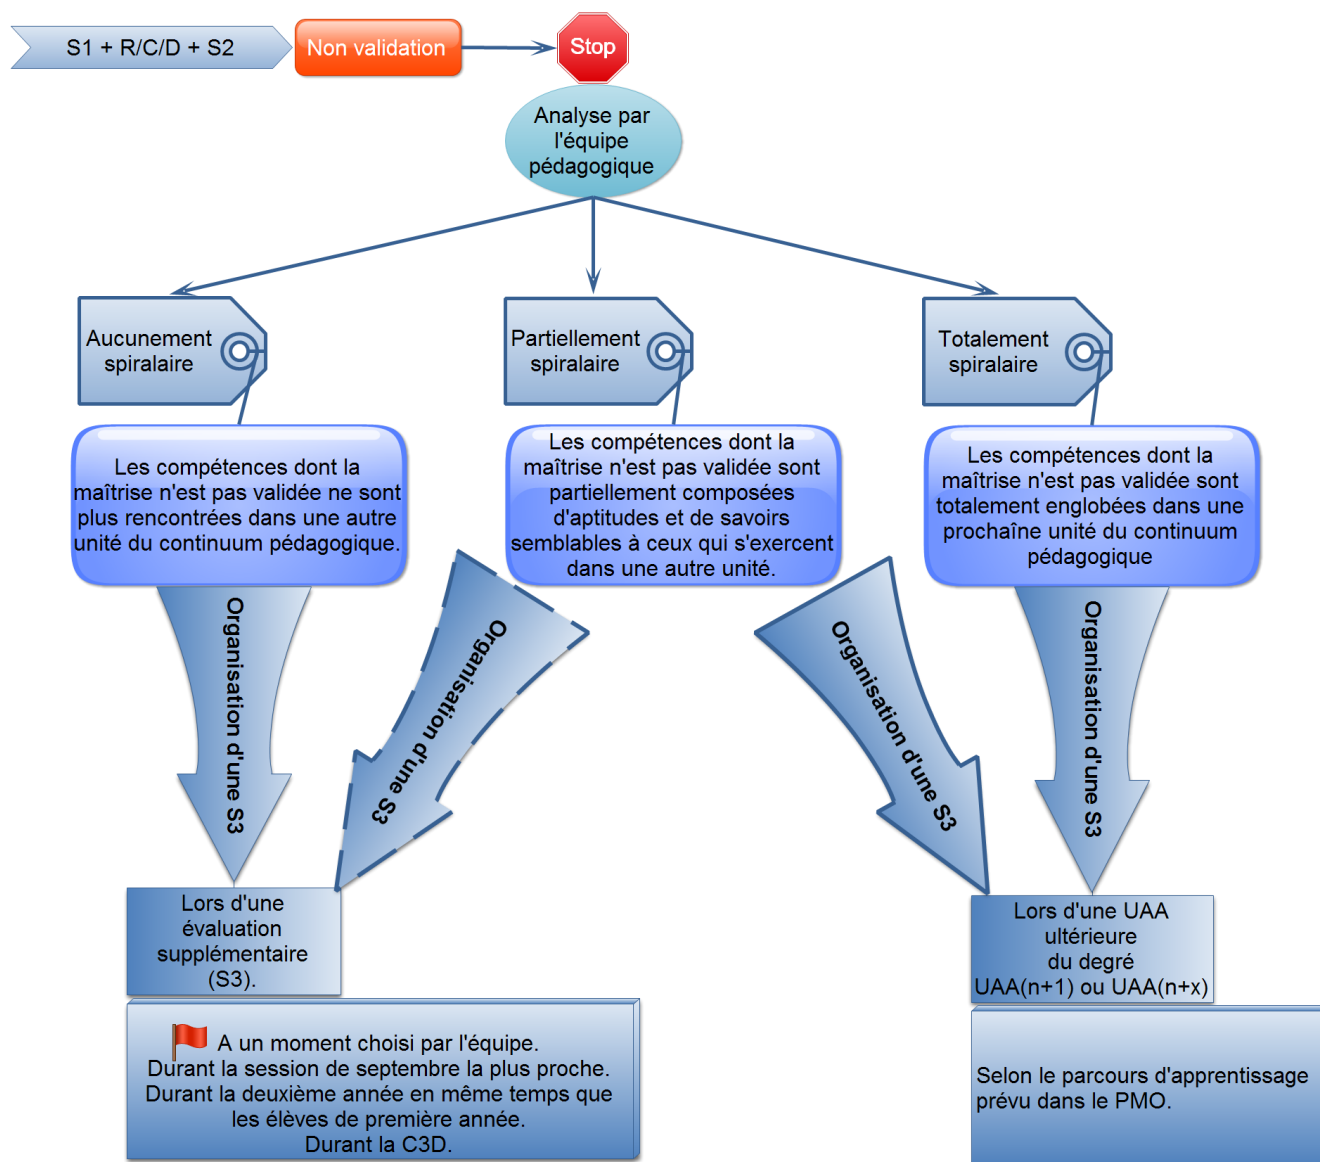 S1 + R/C/D + S2
Non validation
Stop
Analyse par
l'équipe
pédagogique
Aucunement
spiralaire
Partiellement
spiralaire
Totalement
spiralaire
Les compétences dont la
maîtrise n'est pas validée ne sont
plus rencontrées dans une autre
unité du continuum pédagogique.
Les compétences dont la
maîtrise n'est pas validée sont
partiellement composées
d'aptitudes et de savoirs
semblables à ceux qui s'exercent
dans une autre unité.
Les compétences dont la
maîtrise n'est pas validée sont
totalement englobées dans une
prochaîne unité du continuum
pédagogique
Organisation d'une S3
Organisation d'une S3
Organisation d'une S3
Organisation d'une S3
Lors d'une
évaluation
supplémentaire
(S3).
Lors d'une UAA
ultérieure
du degré
UAA(n+1) ou UAA(n+x)
A un moment choisi par l'équipe.
Durant la session de septembre la plus proche.
Durant la deuxième année en même temps que
les élèves de première année.
Durant la C3D.
Selon le parcours d'apprentissage
prévu dans le PMO.